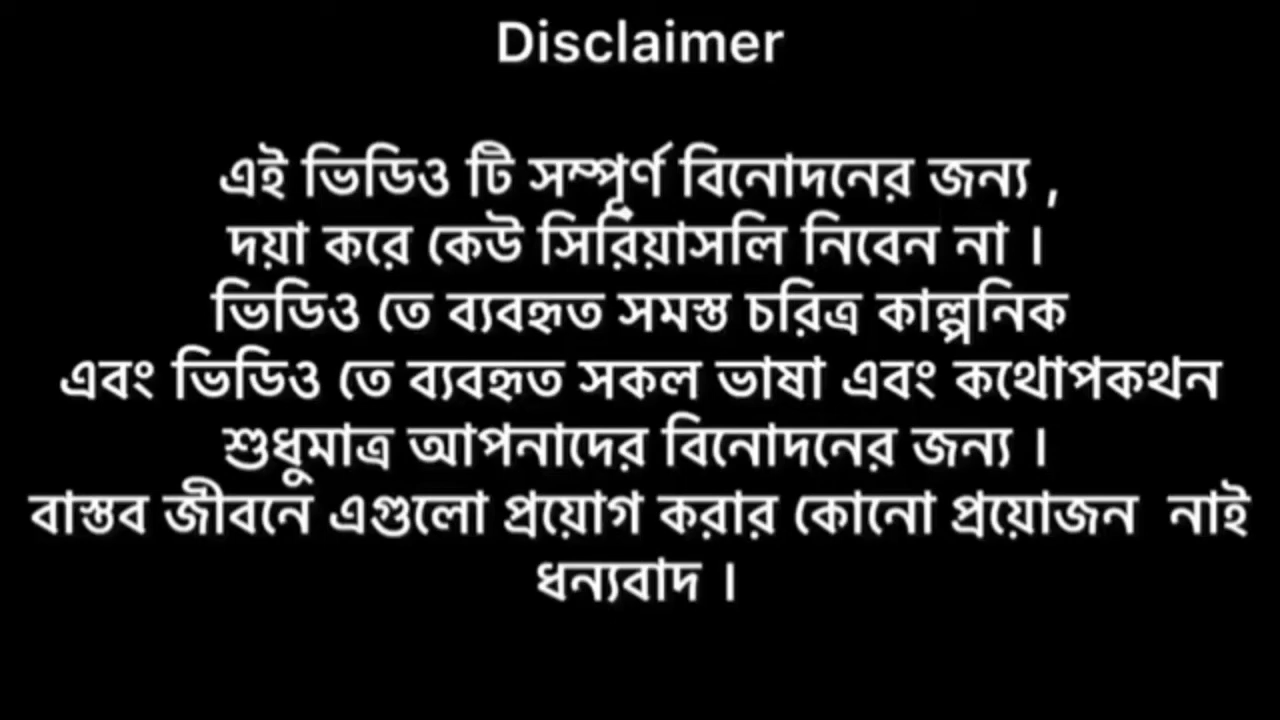 Disclaimer
এই ভিডিও টি সম্পূর্ণ বিনোদনের জন্য ,
দয়া করে কেউ সিরিয়াসলি নিবেন না ।
ভিডিও তে ব্যবহৃত সমস্ত চরিত্র কাল্পনিক
এবং ভিডিও তে ব্যবহৃত সকল ভাষা এবং কথোপকথন
শুধুমাত্র আপনাদের বিনোদনের জন্য ।
বাস্তব জীবনে এগুলো প্রয়োগ করার কোনো প্রয়োজন নাই
ধন্যবাদ ।